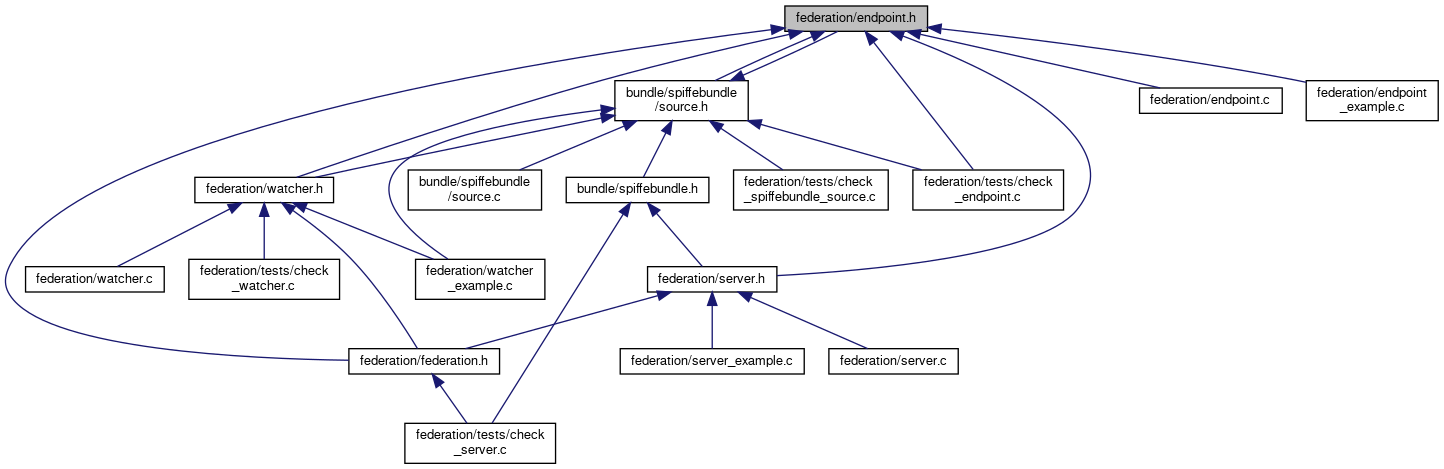 federation/endpoint.h
bundle/spiffebundle
/source.h
federation/endpoint.c
federation/endpoint
_example.c
federation/watcher.h
bundle/spiffebundle
/source.c
bundle/spiffebundle.h
federation/tests/check
_spiffebundle_source.c
federation/tests/check
_endpoint.c
federation/watcher.c
federation/tests/check
_watcher.c
federation/watcher
_example.c
federation/server.h
federation/federation.h
federation/server_example.c
federation/server.c
federation/tests/check
_server.c